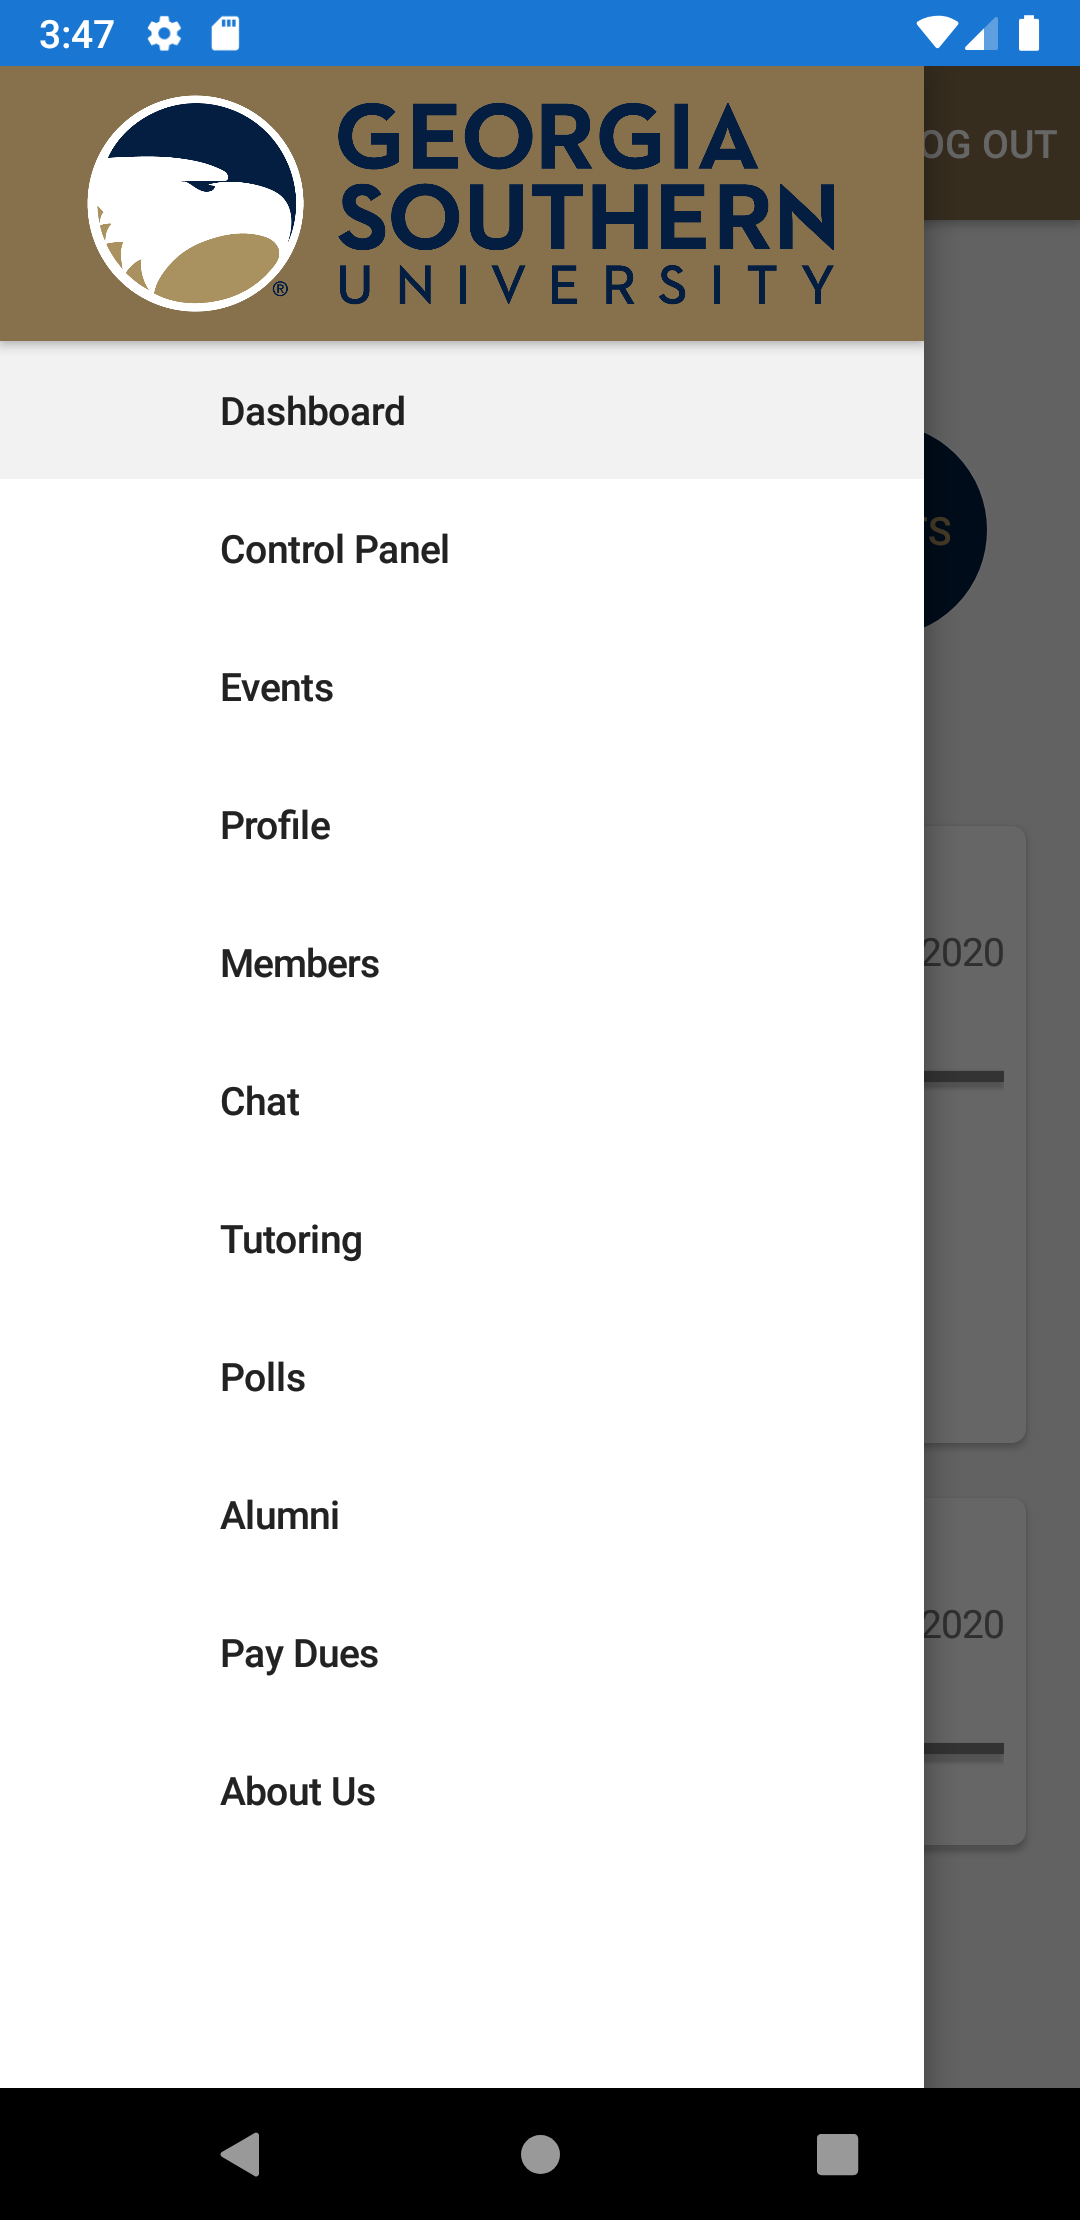 3:47
GEORGIA
SOUTHERN
UNIVERSITY
®
OG OUT
Dashboard
Control Panel
Events
Profile
Members
Chat
Tutoring
Polls
Alumni
Pay Dues
About Us
S
2020
2020